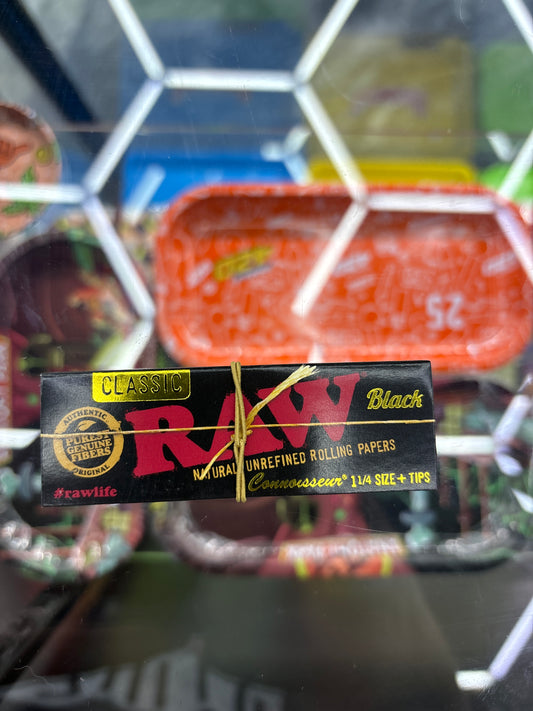 CLASSIC
RAW
Black
AUTHENTIC
PUREST
GENUINE
FIBERS
ORIGINAL
NATURAL UNREFINED ROLLING PAPERS
Connoisseur® 1 1/4 SIZE + TIPS
#rawlife
25